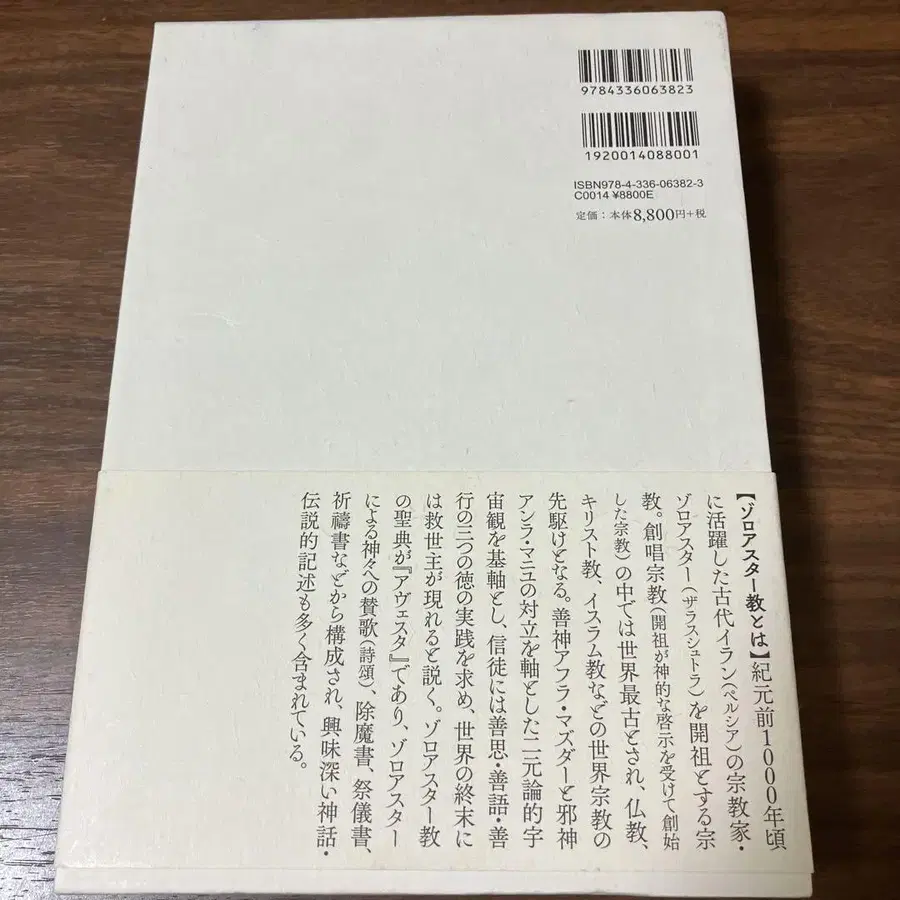 9784336063823
1920014088001
ISBN978-4-336-06382-3
C0014 ¥8800E
定価：本体8,800円+税
【ゾロアスター教とは】紀元前1000年頃
に活躍した古代イラン（ペルシア）の宗教家・
ゾロアスター（ザラスシュトラ）を開祖とする宗
教。創唱宗教（開祖が神的な啓示を受けて創始
した宗教）の中では世界最古とされ、仏教、
キリスト教、イスラム教などの世界宗教の
先駆けとなる。善神アフラ・マズダーと邪神
アンラ・マニユの対立を軸とした二元論的宇
宙観を基軸とし、信徒には善思・善語・善
行の三つの徳の実践を求め、世界の終末に
は救世主が現れると説く。ゾロアスター教
の聖典が『アヴェスタ』であり、ゾロアスター
による神々への賛歌（詩頌）、除魔書、祭儀書、
祈禱書などから構成され、興味深い神話・
伝説的記述も多く含まれている。